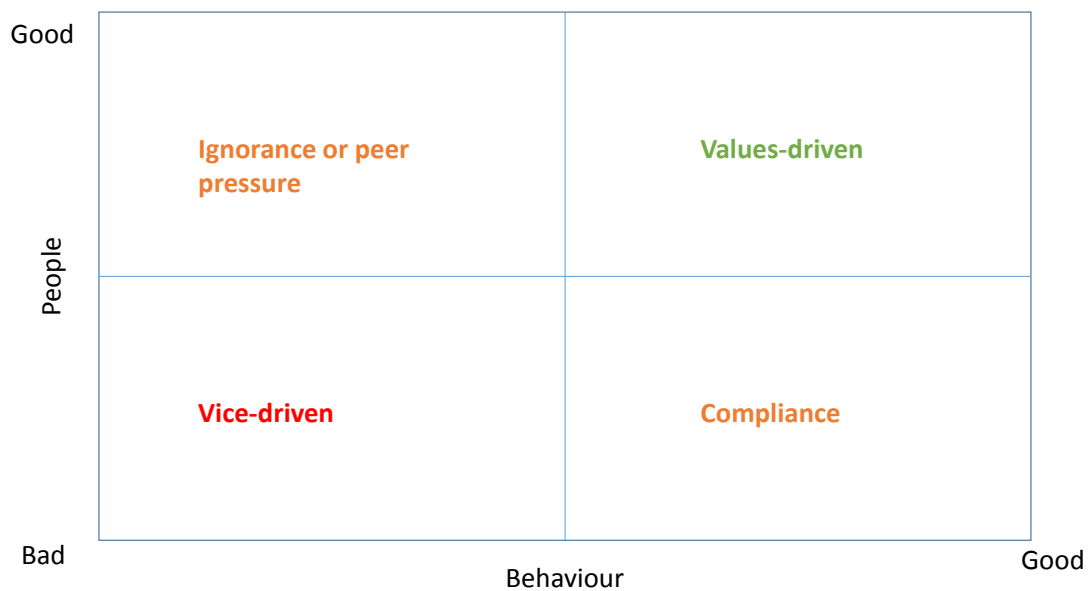 Good
Ignorance or peer
pressure
Values-driven
People
Vice-driven
Compliance
Bad
Good
Behaviour